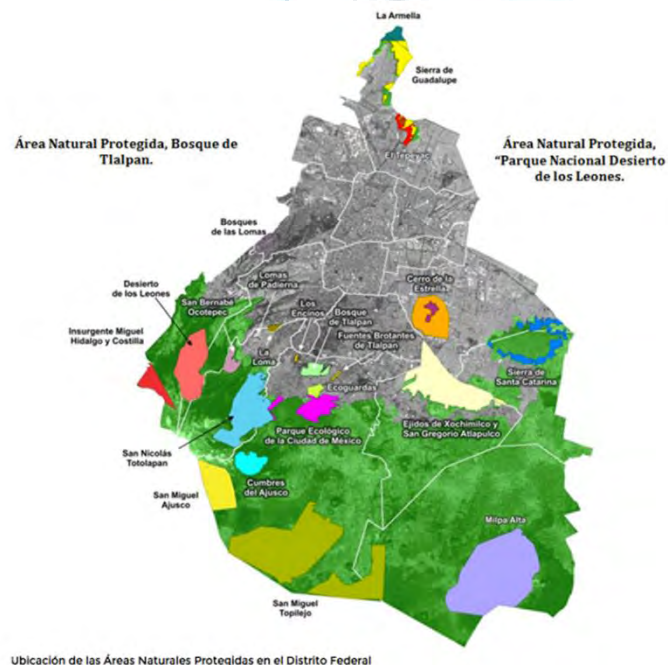 La Armella
Sierra de
Guadalupe
El Tepeyac
Área Natural Protegida, Bosque de
Tlalpan.
Área Natural Protegida,
“Parque Nacional Desierto
de los Leones.
Bosques
de las Lomas
Desierto
de los Leones
San Bernabé
Ocotepec
Lomas
de Padierna
Los
Encinos
Bosque
de Tlalpan
Fuentes Brotantes
de Tlalpan
Cerro de la
Estrella
Insurgente Miguel
Hidalgo y Costilla
La
Loma
Ecoguardas
Sierra de
Santa Catarina
Parque Ecológico
de la Ciudad de México
Ejidos de Xochimilco y
San Gregorio Atlapulco
San Nicolás
Totolapan
Cumbres
del Ajusco
San Miguel
Ajusco
Milpa Alta
San Miguel
Topilejo
Ubicación de las Áreas Naturales Protegidas en el Distrito Federal